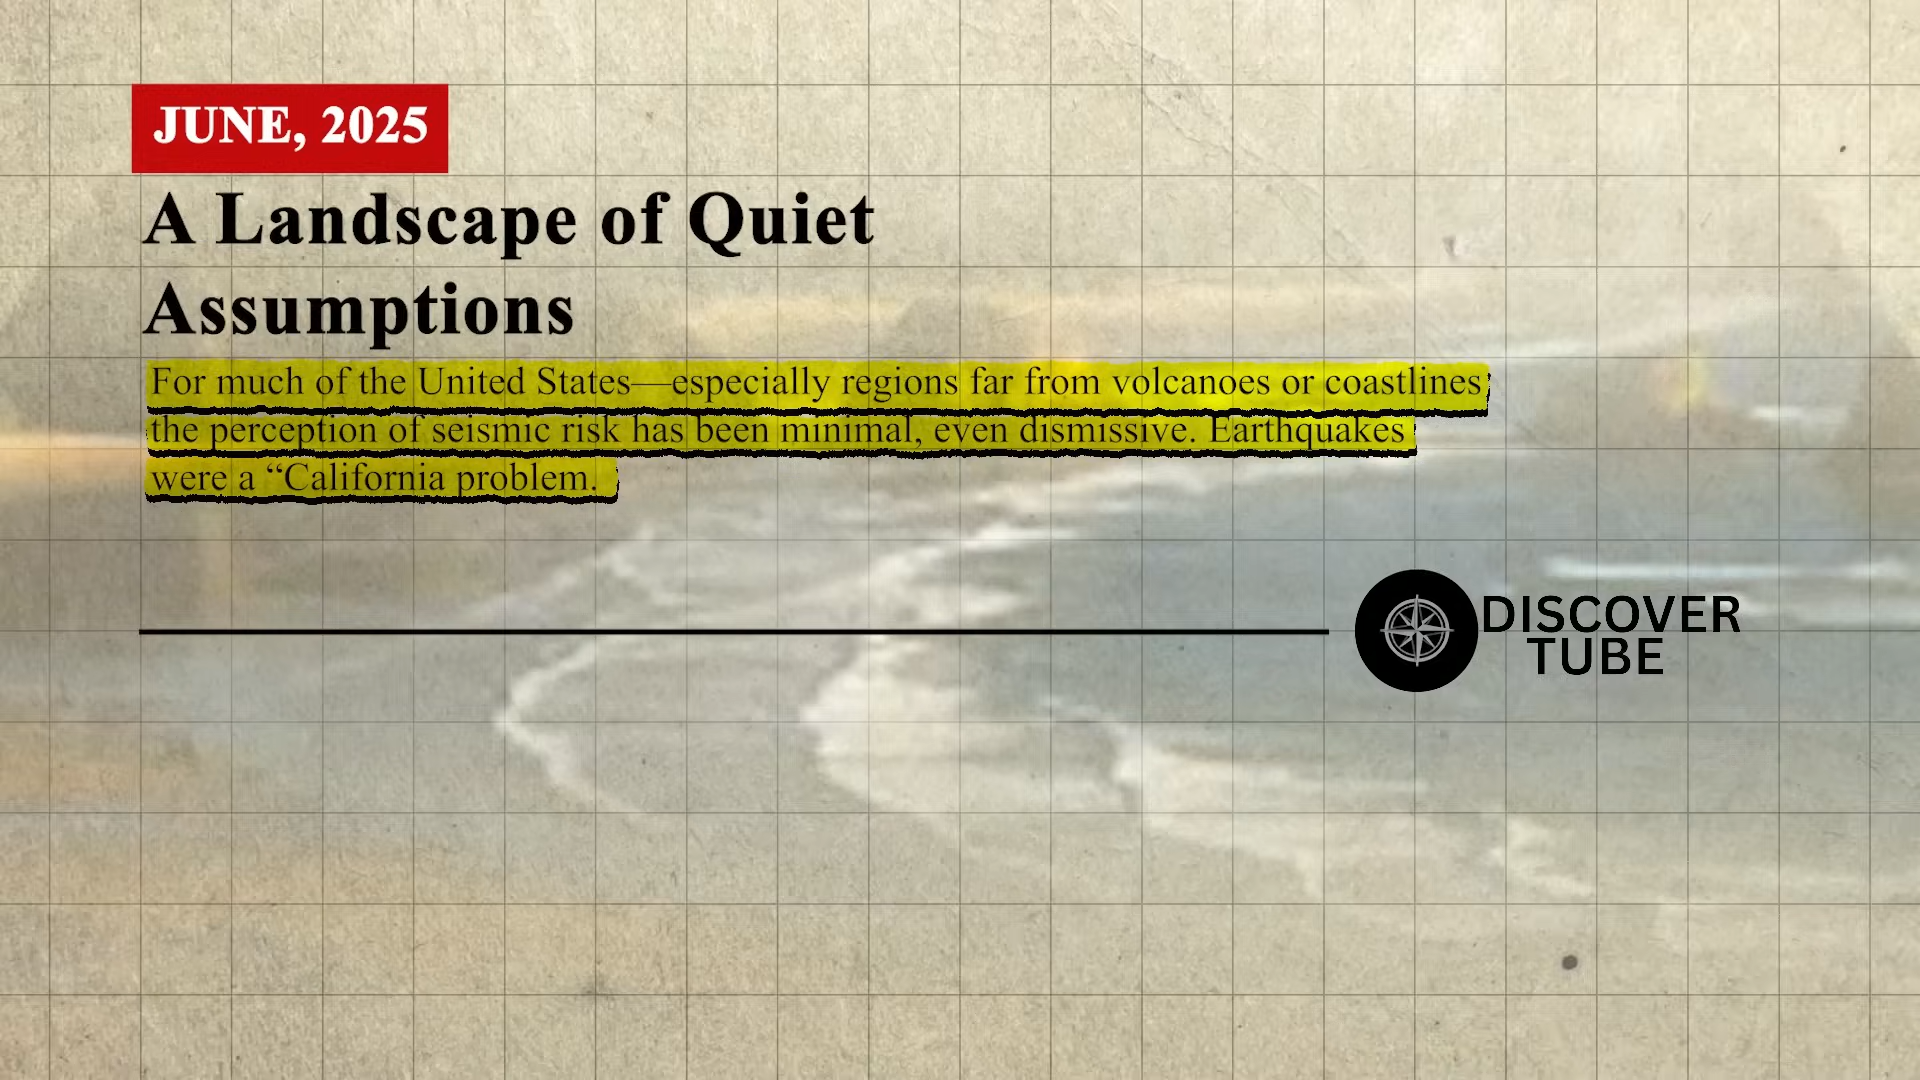 JUNE, 2025
A Landscape of Quiet
Assumptions
For much of the United States—especially regions far from volcanoes or coastlines
the perception of seismic risk has been minimal, even dismissive. Earthquakes
were a “California problem.
DISCOVER
TUBE